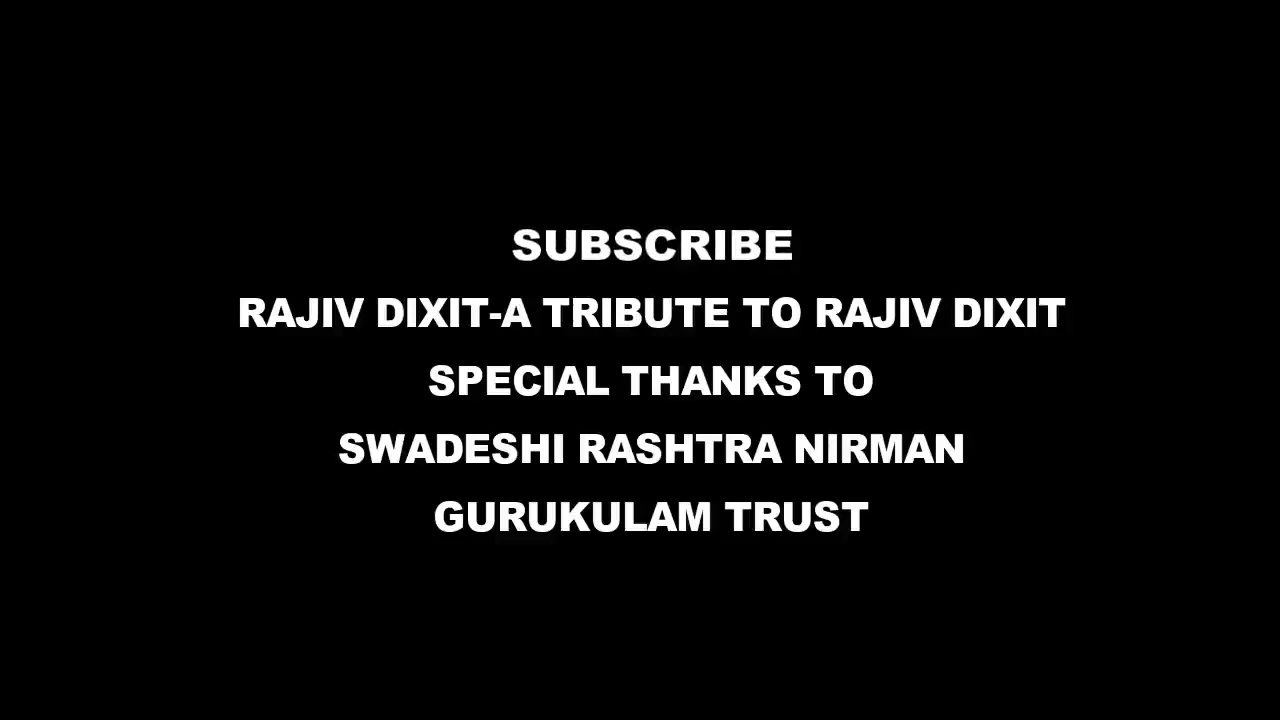 SUBSCRIBE
RAJIV DIXIT-A TRIBUTE TO RAJIV DIXIT
SPECIAL THANKS TO
SWADESHI RASHTRA NIRMAN
GURUKULAM TRUST